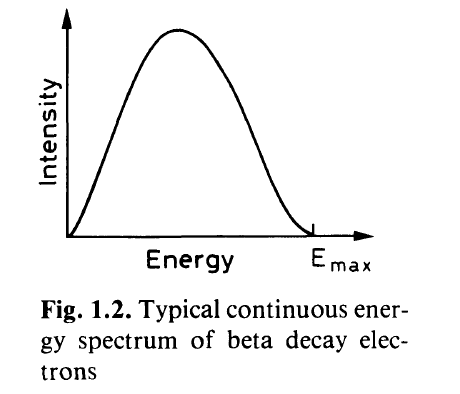 Intensity
Energy
E max
Fig. 1.2. Typical continuous ener-
gy spectrum of beta decay elec-
trons